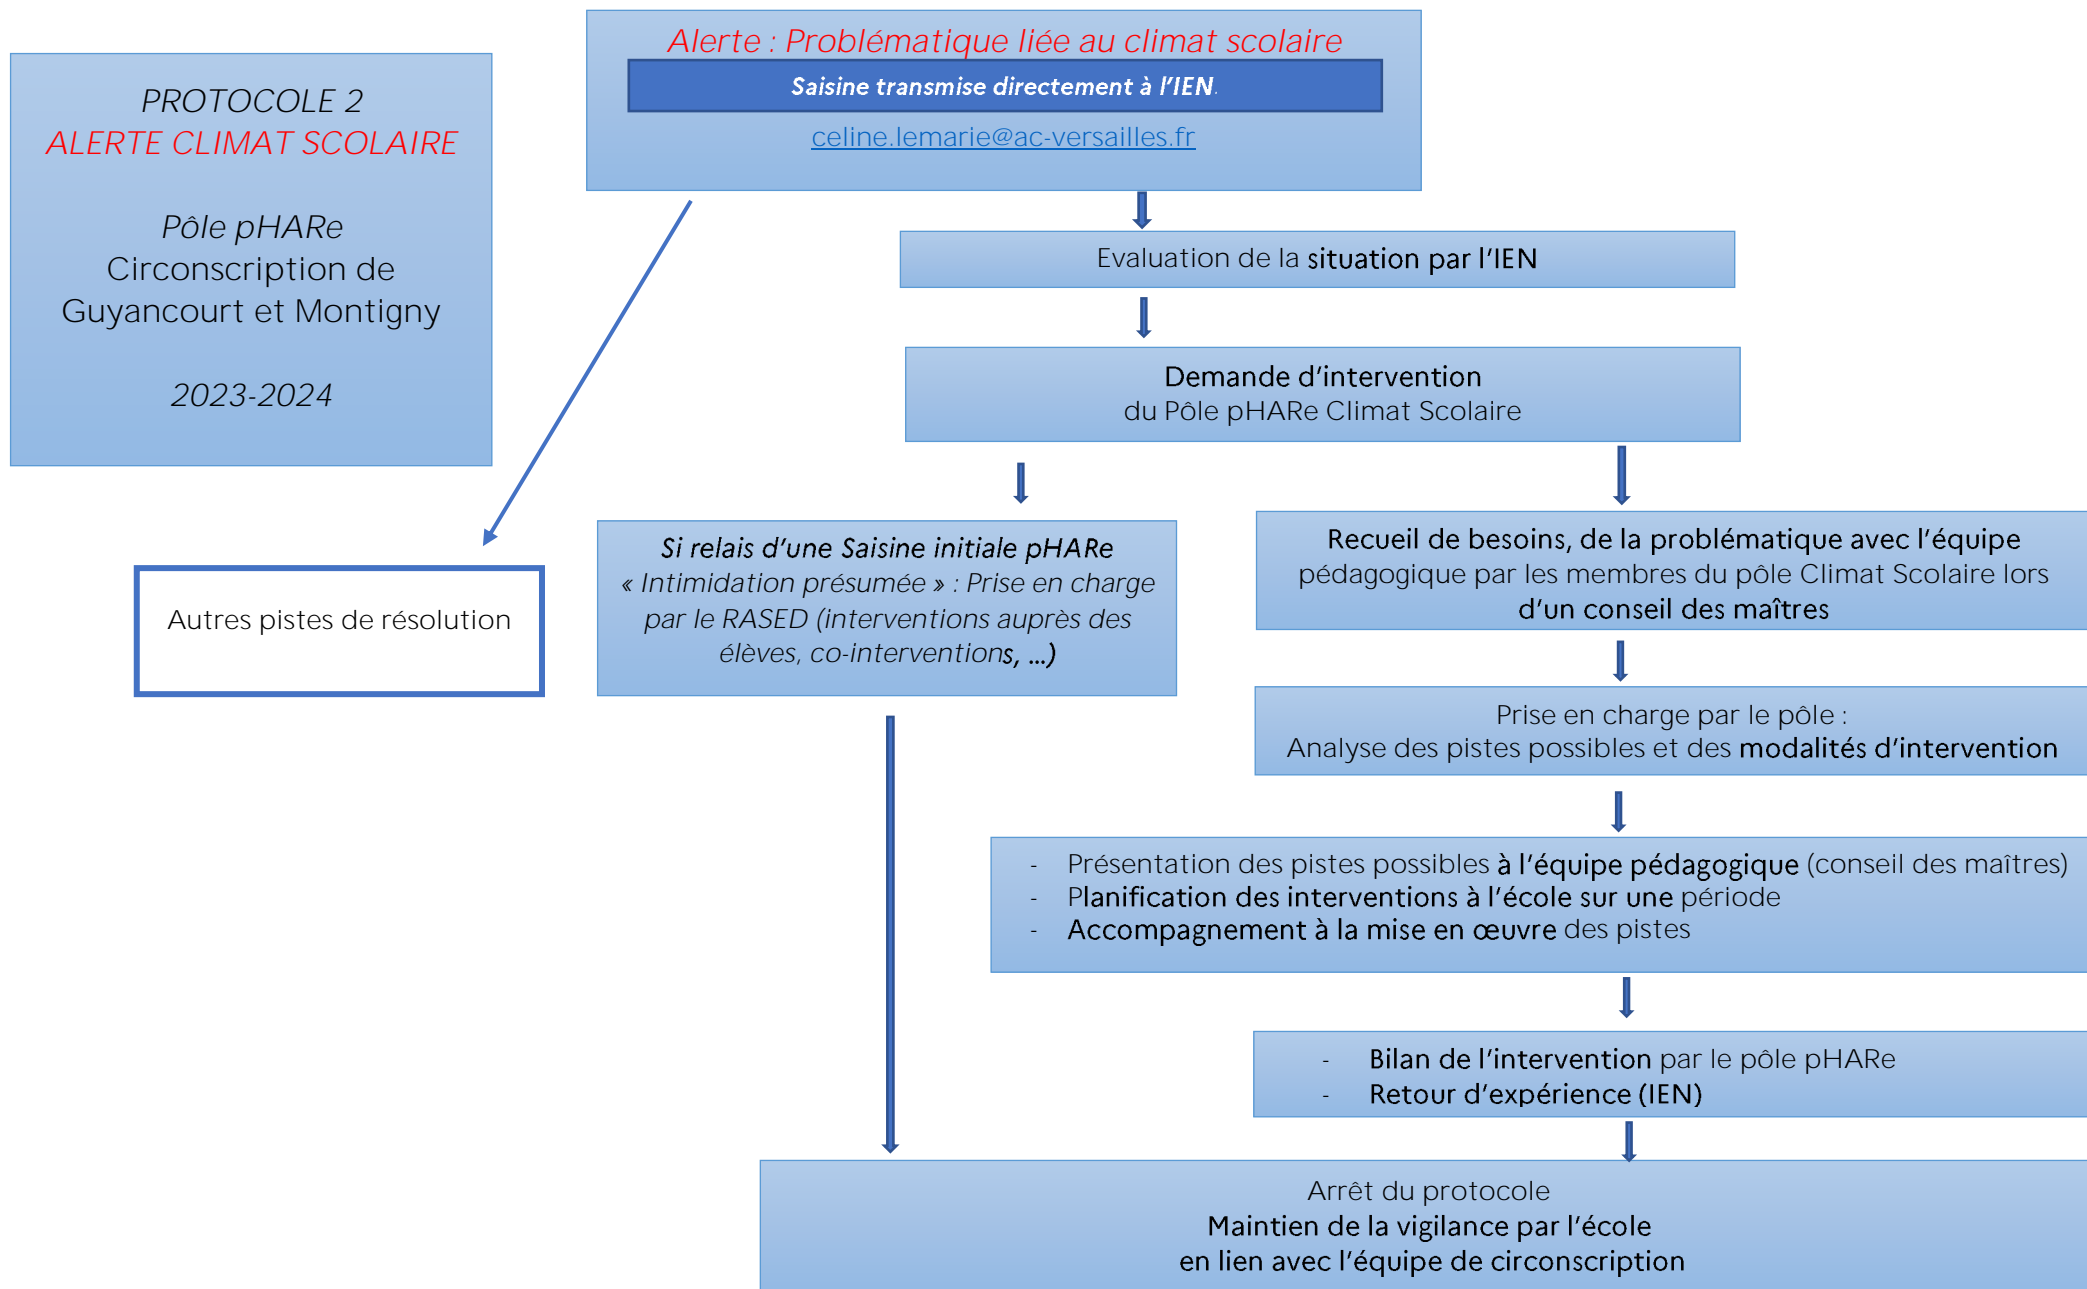 PROTOCOLE 2
ALERTE CLIMAT SCOLAIRE
Pôle pHARe
Circonscription de
Guyancourt et Montigny
2023-2024
Alerte : Problématique liée au climat scolaire
Saisine transmise directement à l’IEN.
celine.lemarie@ac-versailles.fr
Evaluation de la situation par l’IEN
Demande d’intervention
du Pôle pHARe Climat Scolaire
Autres pistes de résolution
Si relais d’une Saisine initiale pHARe
« Intimidation présumée » : Prise en charge
par le RASED (interventions auprès des
élèves, co-interventions, …)
Recueil de besoins, de la problématique avec l’équipe
pédagogique par les membres du pôle Climat Scolaire lors
d’un conseil des maîtres
Prise en charge par le pôle :
Analyse des pistes possibles et des modalités d’intervention
- Présentation des pistes possibles à l’équipe pédagogique (conseil des maîtres)
- Planification des interventions à l’école sur une période
- Accompagnement à la mise en œuvre des pistes
- Bilan de l’intervention par le pôle pHARe
- Retour d’expérience (IEN)
Arrêt du protocole
Maintien de la vigilance par l’école
en lien avec l’équipe de circonscription